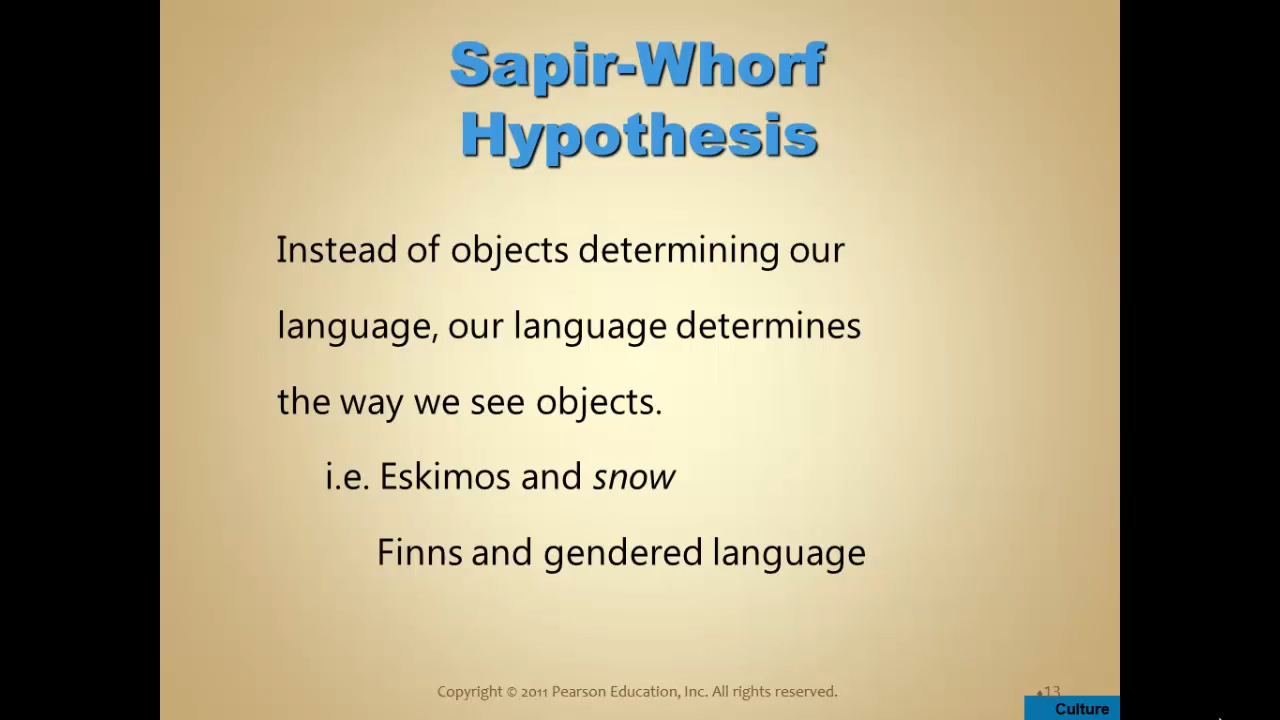 Sapir-Whorf
Hypothesis
Instead of objects determining our
language, our language determines
the way we see objects.
i.e. Eskimos and snow
Finns and gendered language
Copyright © 2011 Pearson Education, Inc. All rights reserved.
•13
Culture